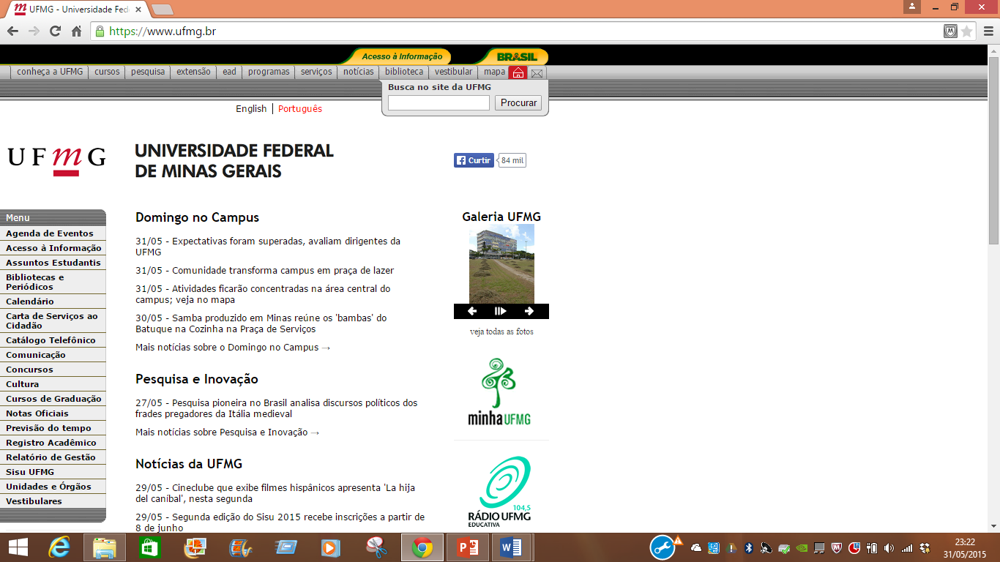 UFMG - Universidade Fed
https://www.ufmg.br
Acesso à Informação
BRASIL
conheça a UFMG
cursos
pesquisa
extensão
ead
programas
serviços
notícias
biblioteca
vestibular
mapa
Busca no site da UFMG
Procurar
English
Português
UFmG
UNIVERSIDADE FEDERAL
DE MINAS GERAIS
Curtir
84 mil
Menu
Agenda de Eventos
Acesso à Informação
Assuntos Estudantis
Bibliotecas e
Periódicos
Calendário
Carta de Serviços ao
Cidadão
Catálogo Telefônico
Comunicação
Concursos
Cultura
Cursos de Graduação
Notas Oficiais
Previsão do tempo
Registro Acadêmico
Relatório de Gestão
Sisu UFMG
Unidades e Órgãos
Vestibulares
Domingo no Campus
31/05 - Expectativas foram superadas, avaliam dirigentes da
UFMG
31/05 - Comunidade transforma campus em praça de lazer
31/05 - Atividades ficarão concentradas na área central do
campus; veja no mapa
30/05 - Samba produzido em Minas reúne os 'bambas' do
Batuque na Cozinha na Praça de Serviços
Mais notícias sobre o Domingo no Campus →
Pesquisa e Inovação
27/05 - Pesquisa pioneira no Brasil analisa discursos políticos dos
frades pregadores da Itália medieval
Mais notícias sobre Pesquisa e Inovação →
Notícias da UFMG
29/05 - Cineclube que exibe filmes hispânicos apresenta 'La hija
del caníbal', nesta segunda
29/05 - Segunda edição do Sisu 2015 recebe inscrições a partir de
8 de junho
Galeria UFMG
veja todas as fotos
minhaUFMG
104,5
RÁDIO UFMG
EDUCATIVA
23:22
31/05/2015